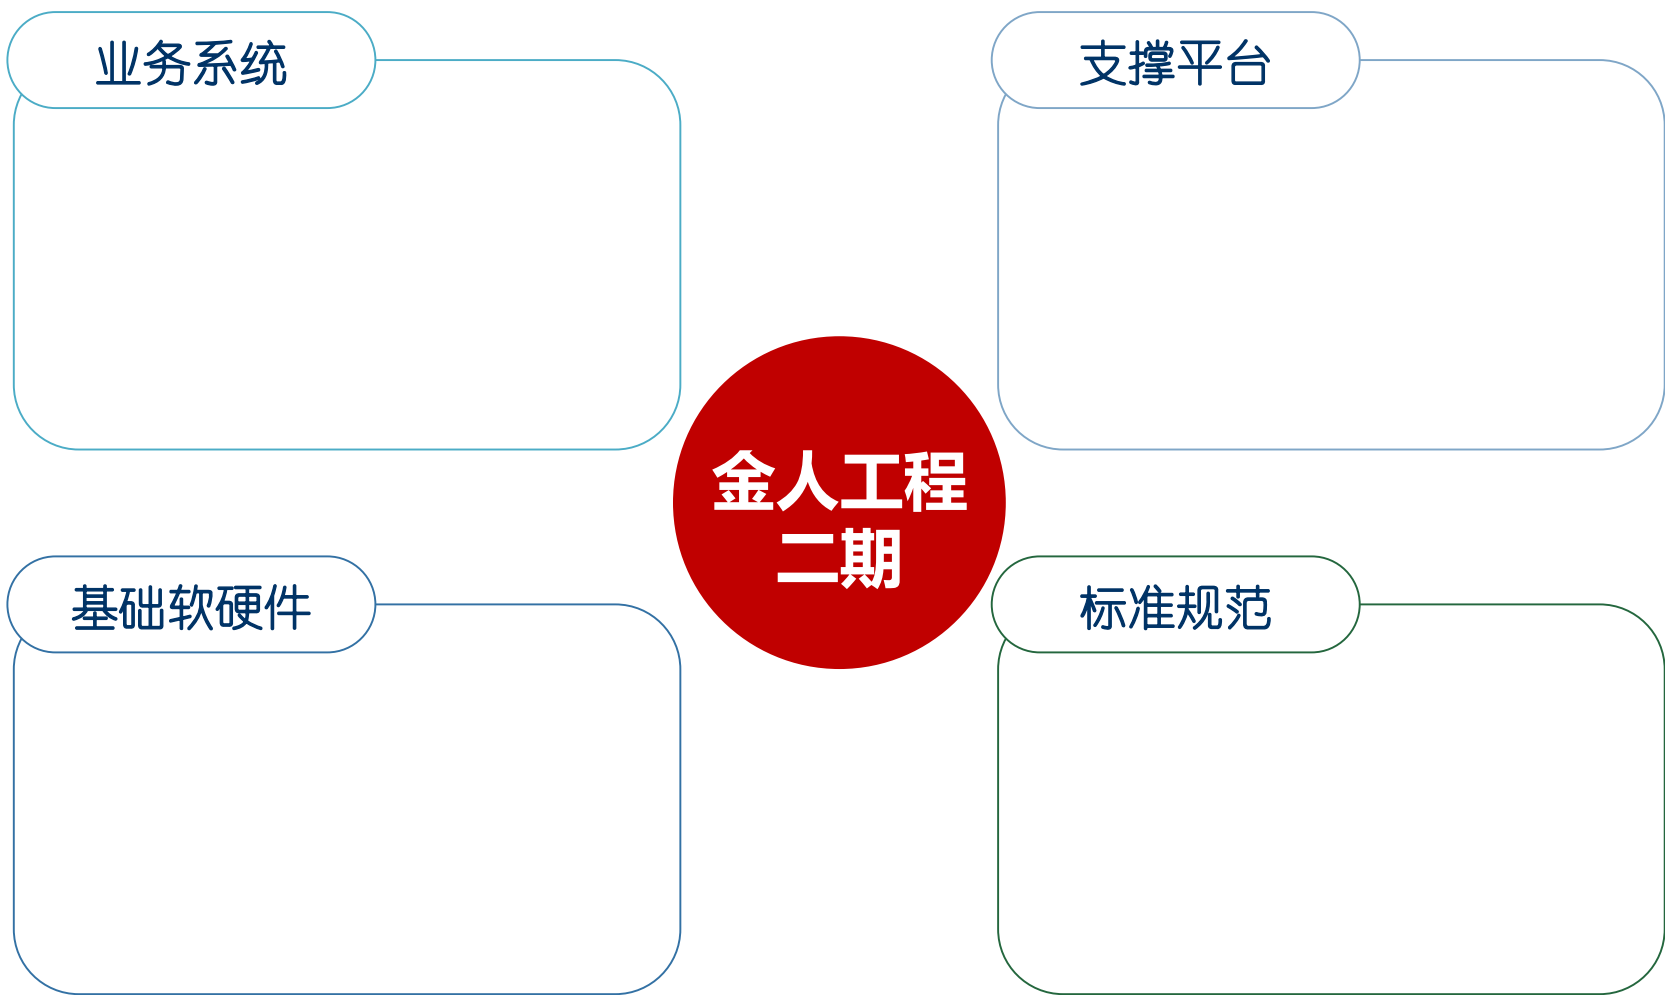 业务系统
支撑平台
金人工程
二期
基础软硬件
标准规范